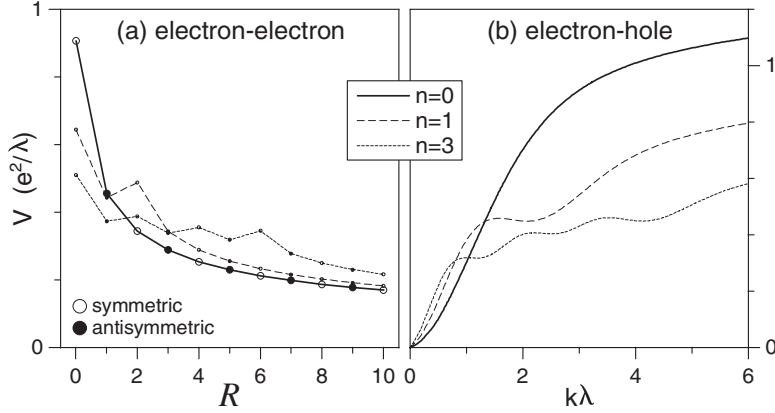 (a) electron-electron
(b) electron-hole
1
V (e²/λ)
0
n=0
n=1
n=3
symmetric
antisymmetric
0 2 4 6 8 10
R
0 2 4 6
kλ
1
0